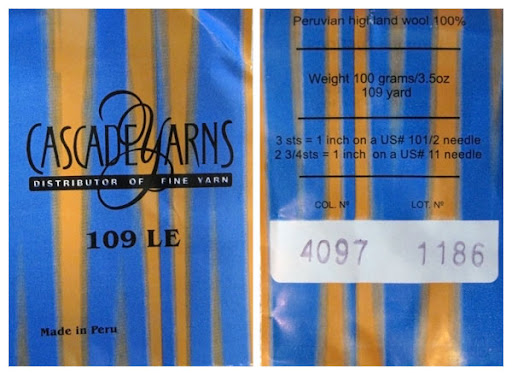 CASCADE YARNS
DISTRIBUTOR OF FINE YARN
109 LE
Made in Peru
Peruvian highland wool 100%
Weight 100 grams/3.5oz
109 yard
3 sts = 1 inch on a US# 101/2 needle
2 3/4sts = 1 inch on a US# 11 needle
COL. Nº LOT. Nº
4097 1186